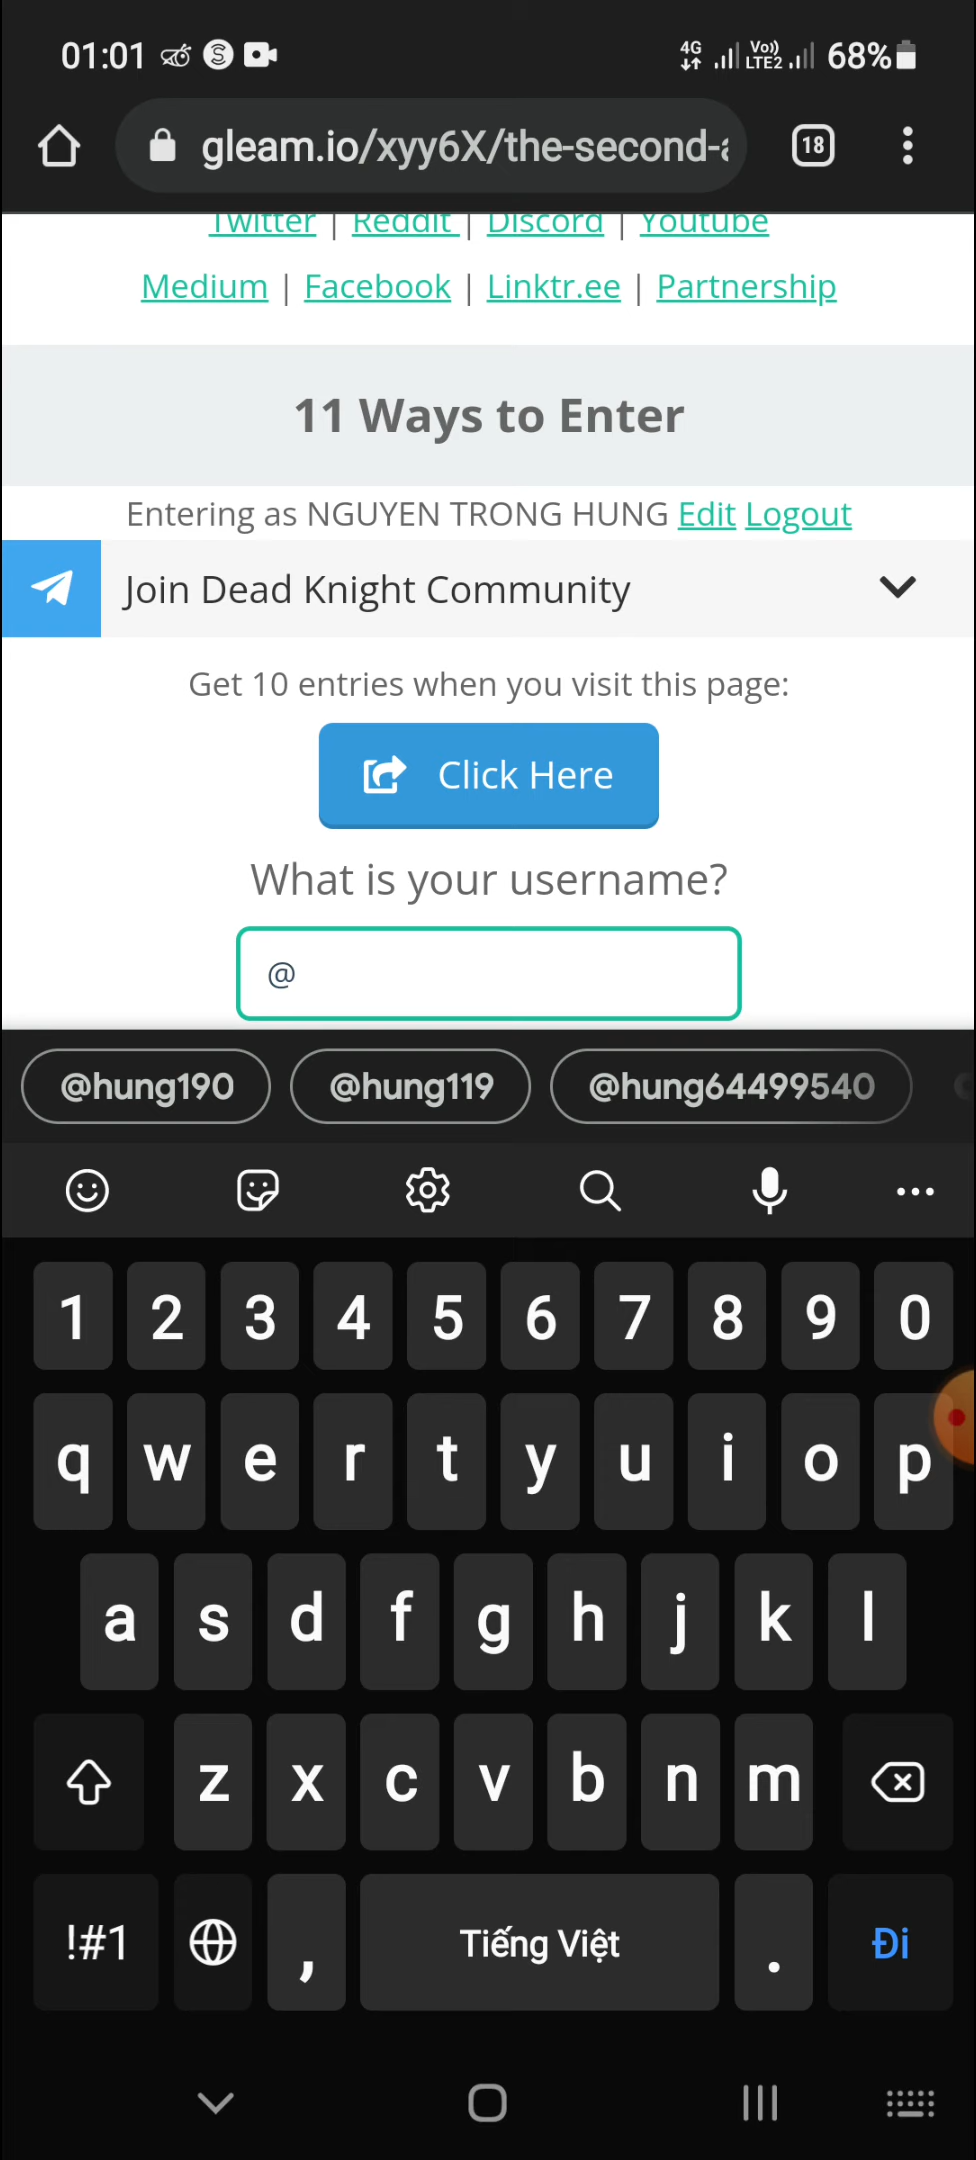 01:01 4G Vo)) LTE2 68%
gleam.io/xyy6X/the-second-a 18
Twitter | Reddit | Discord | Youtube
Medium | Facebook | Linktr.ee | Partnership
11 Ways to Enter
Entering as NGUYEN TRONG HUNG Edit Logout
Join Dead Knight Community
Get 10 entries when you visit this page:
Click Here
What is your username?
@
@hung190 @hung119 @hung64499540
1 2 3 4 5 6 7 8 9 0
q w e r t y u i o p
a s d f g h j k l
z x c v b n m
!#1 , Tiếng Việt . Đi